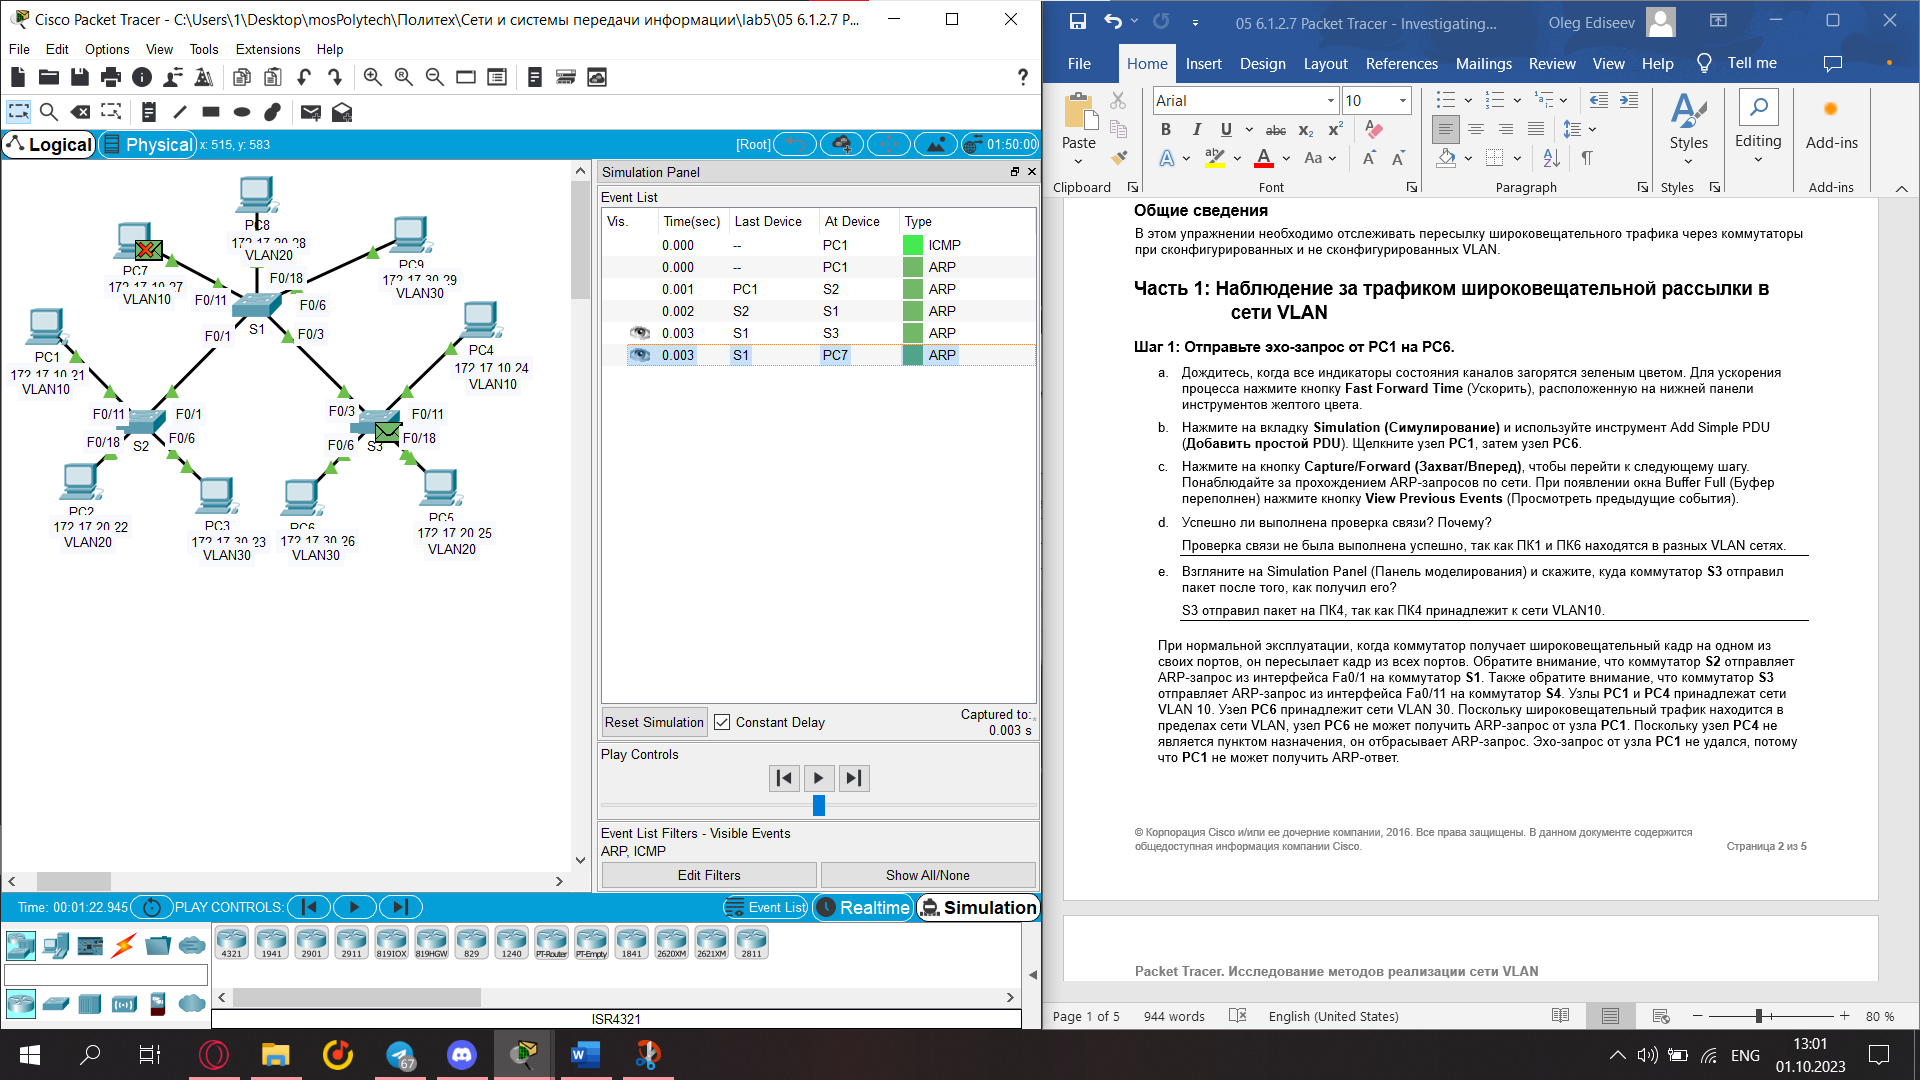 Cisco Packet Tracer - C:\Users\1\Desktop\mosPolytech\Политех\Сети и системы передачи информации\lab5\05 6.1.2.7 P...
File Edit Options View Tools Extensions Help
Logical
Physical
x: 515, y: 583
[Root]
01:50:00
PC8
172.17.20.28
VLAN20
PC7
172.17.10.27
VLAN10
PC9
172.17.30.29
VLAN30
F0/18
F0/11
F0/6
S1
F0/1
F0/3
PC1
172.17.10.21
VLAN10
PC4
172.17.10.24
VLAN10
F0/11
F0/1
F0/3
F0/11
F0/18
F0/6
S2
F0/6
F0/18
S3
PC2
172.17.20.22
VLAN20
PC3
172.17.30.23
VLAN30
PC6
172.17.30.26
VLAN30
PC5
172.17.20.25
VLAN20
Simulation Panel
Event List
Vis. Time(sec) Last Device At Device Type
0.000 -- PC1 ICMP
0.000 -- PC1 ARP
0.001 PC1 S2 ARP
0.002 S2 S1 ARP
0.003 S1 S3 ARP
0.003 S1 PC7 ARP
Reset Simulation
Constant Delay
Captured to:
0.003 s
Play Controls
Event List Filters - Visible Events
ARP, ICMP
Edit Filters
Show All/None
Time: 00:01:22.945
PLAY CONTROLS:
Event List
Realtime
Simulation
4321 1941 2901 2911 819IOX 819HGW 829 1240 PT-Router PT-Empty 1841 2620XM 2621XM 2811
ISR4321
05 6.1.2.7 Packet Tracer - Investigating...
Oleg Ediseev
File Home Insert Design Layout References Mailings Review View Help Tell me
Paste
Clipboard
Arial
10
Font
Paragraph
Styles
Styles
Editing
Add-ins
Add-ins
Общие сведения
В этом упражнении необходимо отслеживать пересылку широковещательного трафика через коммутаторы
при сконфигурированных и не сконфигурированных VLAN.
Часть 1: Наблюдение за трафиком широковещательной рассылки в
сети VLAN
Шаг 1: Отправьте эхо-запрос от PC1 на PC6.
a. Дождитесь, когда все индикаторы состояния каналов загорятся зеленым цветом. Для ускорения
процесса нажмите кнопку Fast Forward Time (Ускорить), расположенную на нижней панели
инструментов желтого цвета.
b. Нажмите на вкладку Simulation (Симулирование) и используйте инструмент Add Simple PDU
(Добавить простой PDU). Щелкните узел PC1, затем узел PC6.
c. Нажмите на кнопку Capture/Forward (Захват/Вперед), чтобы перейти к следующему шагу.
Понаблюдайте за прохождением ARP-запросов по сети. При появлении окна Buffer Full (Буфер
переполнен) нажмите кнопку View Previous Events (Просмотреть предыдущие события).
d. Успешно ли выполнена проверка связи? Почему?
Проверка связи не была выполнена успешно, так как ПК1 и ПК6 находятся в разных VLAN сетях.
e. Взгляните на Simulation Panel (Панель моделирования) и скажите, куда коммутатор S3 отправил
пакет после того, как получил его?
S3 отправил пакет на ПК4, так как ПК4 принадлежит к сети VLAN10.
При нормальной эксплуатации, когда коммутатор получает широковещательный кадр на одном из
своих портов, он пересылает кадр из всех портов. Обратите внимание, что коммутатор S2 отправляет
ARP-запрос из интерфейса Fa0/1 на коммутатор S1. Также обратите внимание, что коммутатор S3
отправляет ARP-запрос из интерфейса Fa0/11 на коммутатор S4. Узлы PC1 и PC4 принадлежат сети
VLAN 10. Узел PC6 принадлежит сети VLAN 30. Поскольку широковещательный трафик находится в
пределах сети VLAN, узел PC6 не может получить ARP-запрос от узла PC1. Поскольку узел PC4 не
является пунктом назначения, он отбрасывает ARP-запрос. Эхо-запрос от узла PC1 не удался, потому
что PC1 не может получить ARP-ответ.
© Корпорация Cisco и/или ее дочерние компании, 2016. Все права защищены. В данном документе содержится
общедоступная информация компании Cisco.
Страница 2 из 5
Packet Tracer. Исследование методов реализации сети VLAN
Page 1 of 5 944 words English (United States) 80 %
67
ENG
13:01
01.10.2023